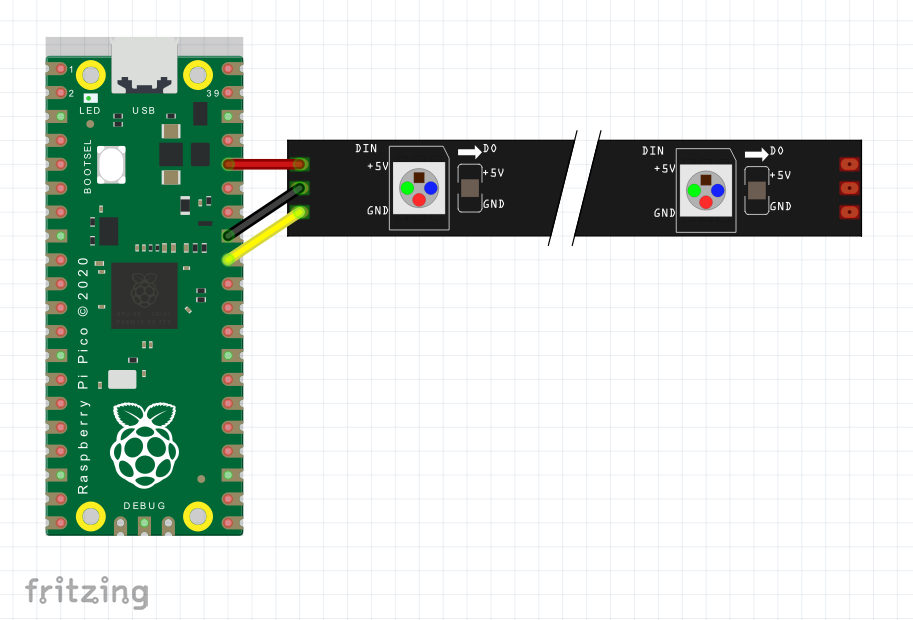 1
2
39
LED
USB
BOOTSEL
Raspberry Pi Pico © 2020
DEBUG
DIN
DO
+5V
+5V
GND
GND
DIN
DO
+5V
+5V
GND
GND
fritzing